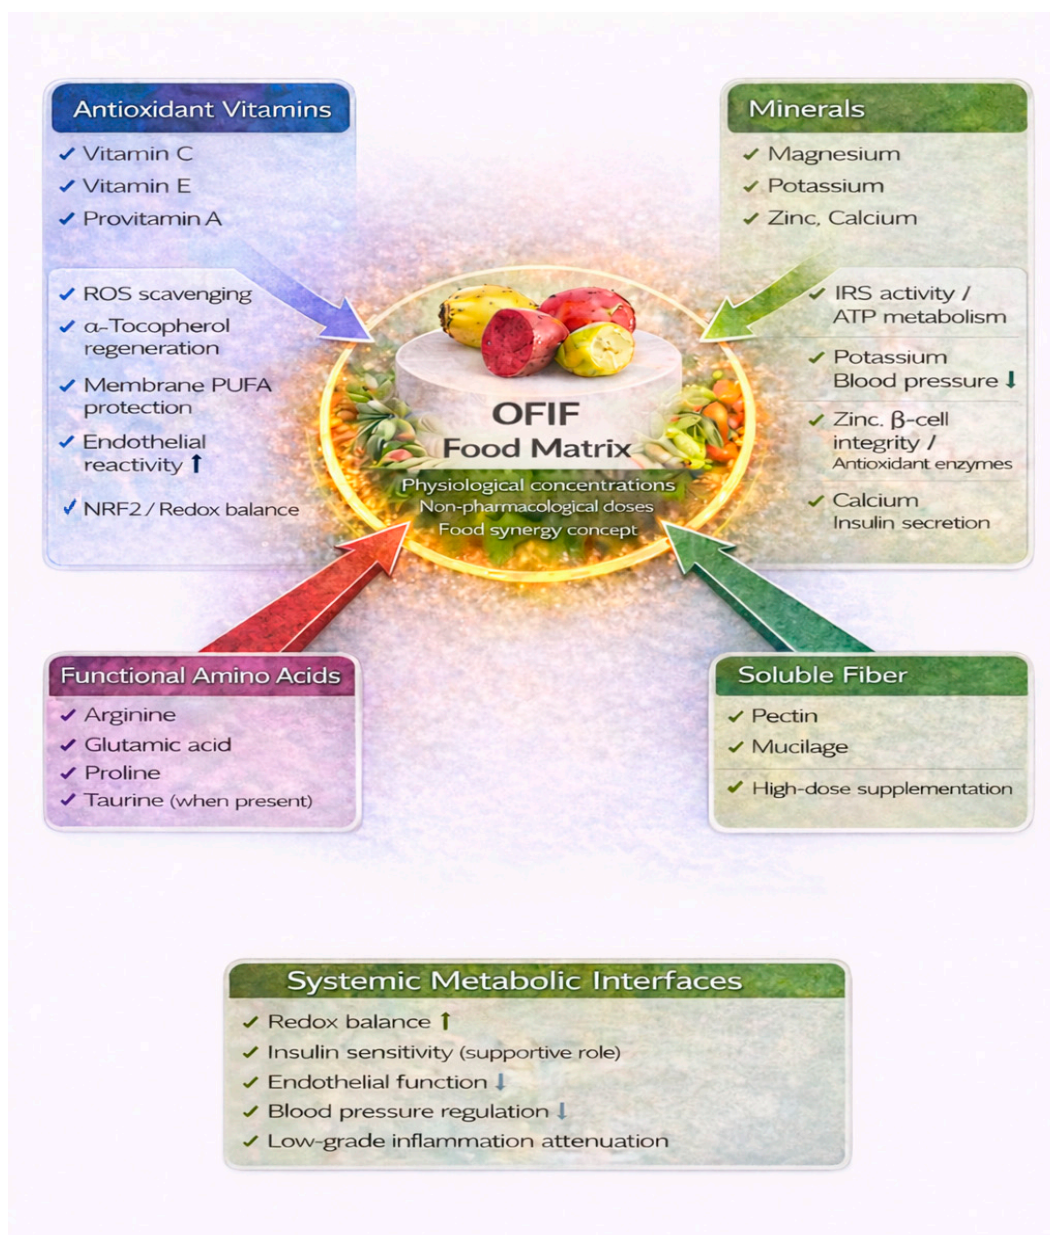 Antioxidant Vitamins
✓ Vitamin C
✓ Vitamin E
✓ Provitamin A
✓ ROS scavenging
✓ α-Tocopherol
regeneration
✓ Membrane PUFA
protection
✓ Endothelial
reactivity ↑
✓ NRF2 / Redox balance
Minerals
✓ Magnesium
✓ Potassium
✓ Zinc, Calcium
✓ IRS activity /
ATP metabolism
✓ Potassium
Blood pressure ↓
✓ Zinc. β-cell
integrity /
Antioxidant enzymes
✓ Calcium
Insulin secretion
OFIF
Food Matrix
Physiological concentrations
Non-pharmacological doses
Food synergy concept
Functional Amino Acids
✓ Arginine
✓ Glutamic acid
✓ Proline
✓ Taurine (when present)
Soluble Fiber
✓ Pectin
✓ Mucilage
✓ High-dose supplementation
Systemic Metabolic Interfaces
✓ Redox balance ↑
✓ Insulin sensitivity (supportive role)
✓ Endothelial function ↓
✓ Blood pressure regulation ↓
✓ Low-grade inflammation attenuation